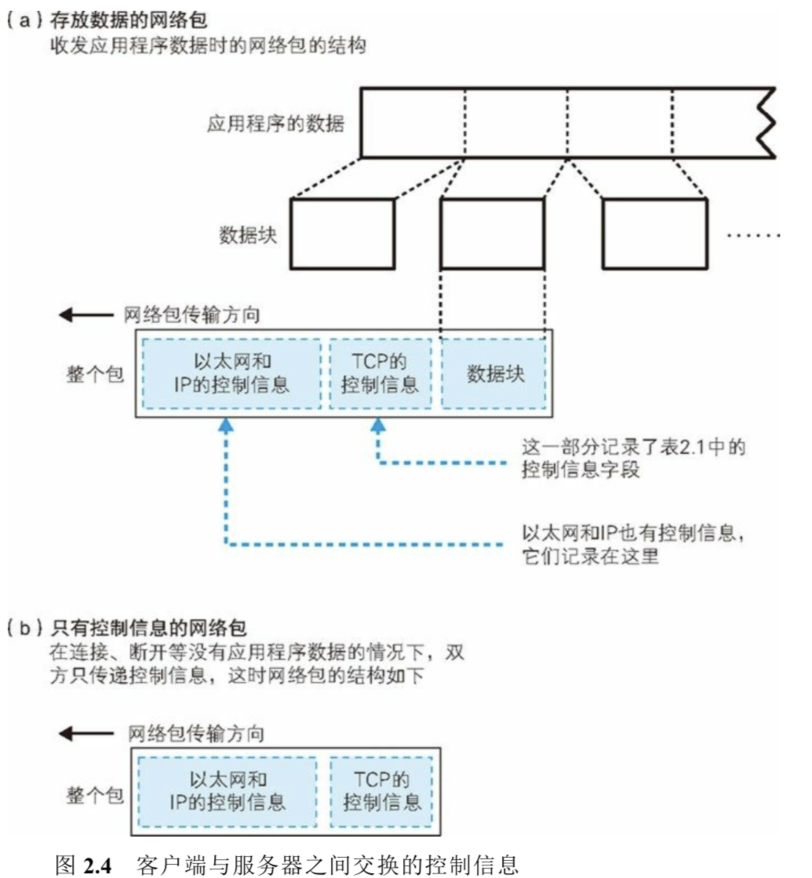 (a) 存放数据的网络包
收发应用程序数据时的网络包的结构
应用程序的数据
数据块
......
网络包传输方向
整个包
以太网和
IP的控制信息
TCP的
控制信息
数据块
这一部分记录了表2.1中的
控制信息字段
以太网和IP也有控制信息,
它们记录在这里
(b) 只有控制信息的网络包
在连接、断开等没有应用程序数据的情况下,双
方只传递控制信息,这时网络包的结构如下
网络包传输方向
整个包
以太网和
IP的控制信息
TCP的
控制信息
图 2.4 客户端与服务器之间交换的控制信息